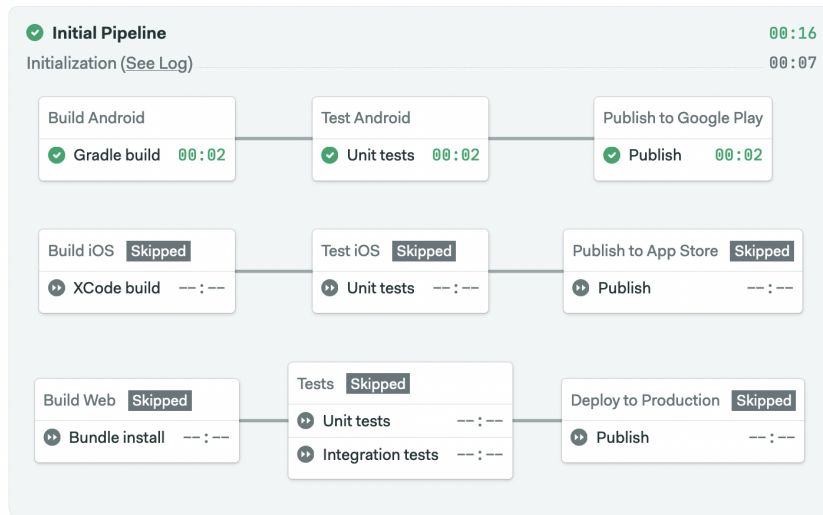 Initial Pipeline 00:16
Initialization (See Log) 00:07
Build Android
Gradle build 00:02
Test Android
Unit tests 00:02
Publish to Google Play
Publish 00:02
Build iOS Skipped
XCode build --:--
Test iOS Skipped
Unit tests --:--
Publish to App Store Skipped
Publish --:--
Build Web Skipped
Bundle install --:--
Tests Skipped
Unit tests --:--
Integration tests --:--
Deploy to Production Skipped
Publish --:--